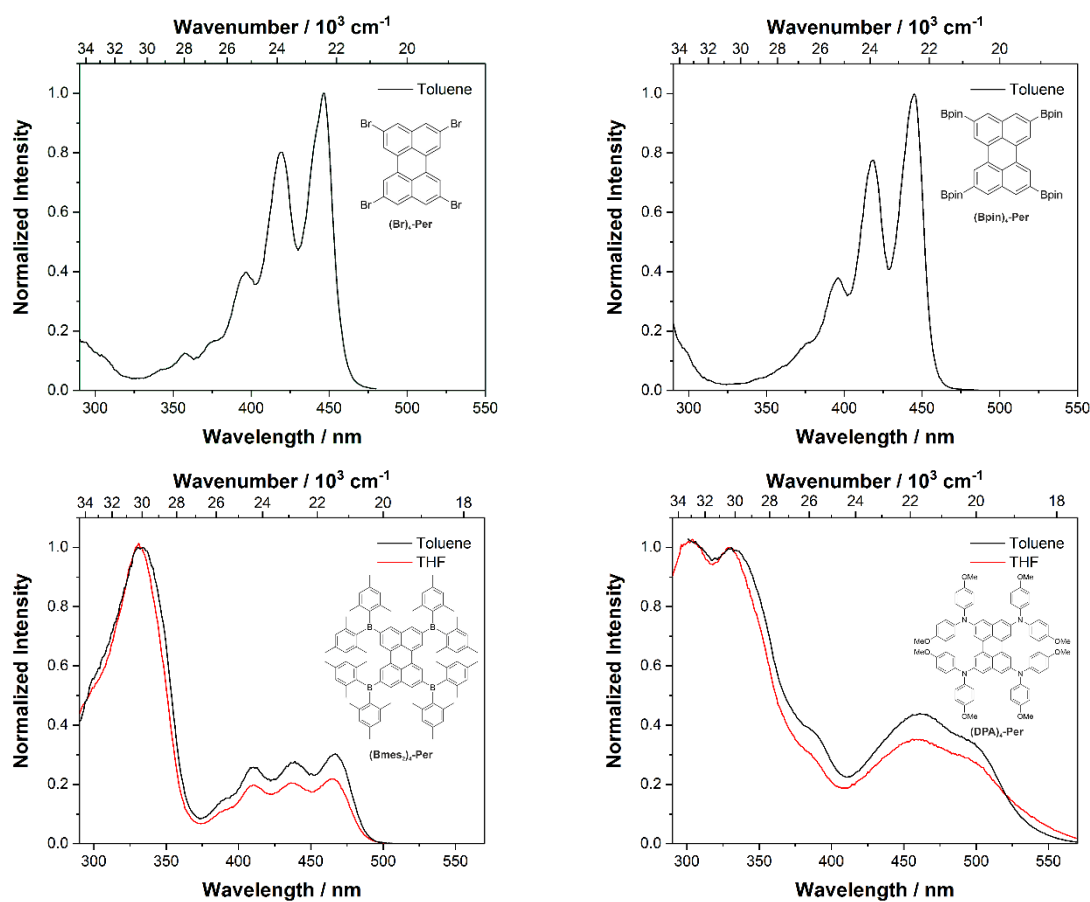 Wavenumber / 10³ cm⁻¹
34 32 30 28 26 24 22 20
Normalized Intensity
1.0
0.8
0.6
0.4
0.2
0.0
Toluene
Br Br
Br Br
(Br)₄-Per
300 350 400 450 500 550
Wavelength / nm
Wavenumber / 10³ cm⁻¹
34 32 30 28 26 24 22 20
Normalized Intensity
1.0
0.8
0.6
0.4
0.2
0.0
Toluene
Bpin Bpin
Bpin Bpin
(Bpin)₄-Per
300 350 400 450 500 550
Wavelength / nm
Wavenumber / 10³ cm⁻¹
34 32 30 28 26 24 22 20 18
Normalized Intensity
1.0
0.8
0.6
0.4
0.2
0.0
Toluene
THF
B B
B B
(Bmes₂)₄-Per
300 350 400 450 500 550
Wavelength / nm
Wavenumber / 10³ cm⁻¹
34 32 30 28 26 24 22 20 18
Normalized Intensity
1.0
0.8
0.6
0.4
0.2
0.0
Toluene
THF
OMe OMe OMe
N N
MeO OMe
MeO OMe
N N
MeO OMe OMe
(DPA)₄-Per
300 350 400 450 500 550
Wavelength / nm